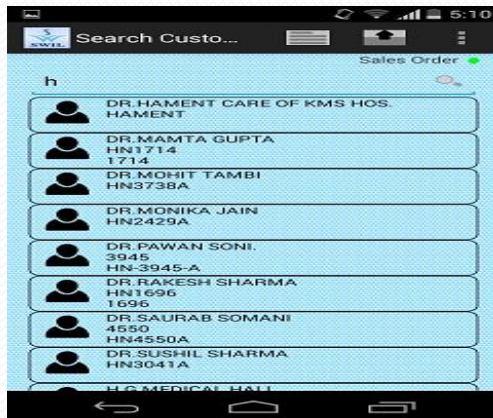 5:10
SWIL
Search Custo...
Sales Order
h
DR.HAMENT CARE OF KMS HOS.
HAMENT
DR.MAMTA GUPTA
HN1714
1714
DR.MOHIT TAMBI
HN3738A
DR.MONIKA JAIN
HN2429A
DR.PAWAN SONI.
3945
HN-3945-A
DR.RAKESH SHARMA
HN1696
1696
DR.SAURAB SOMANI
4550
HN4550A
DR.SUSHIL SHARMA
HN3041A
H.G.MEDICAL HALL